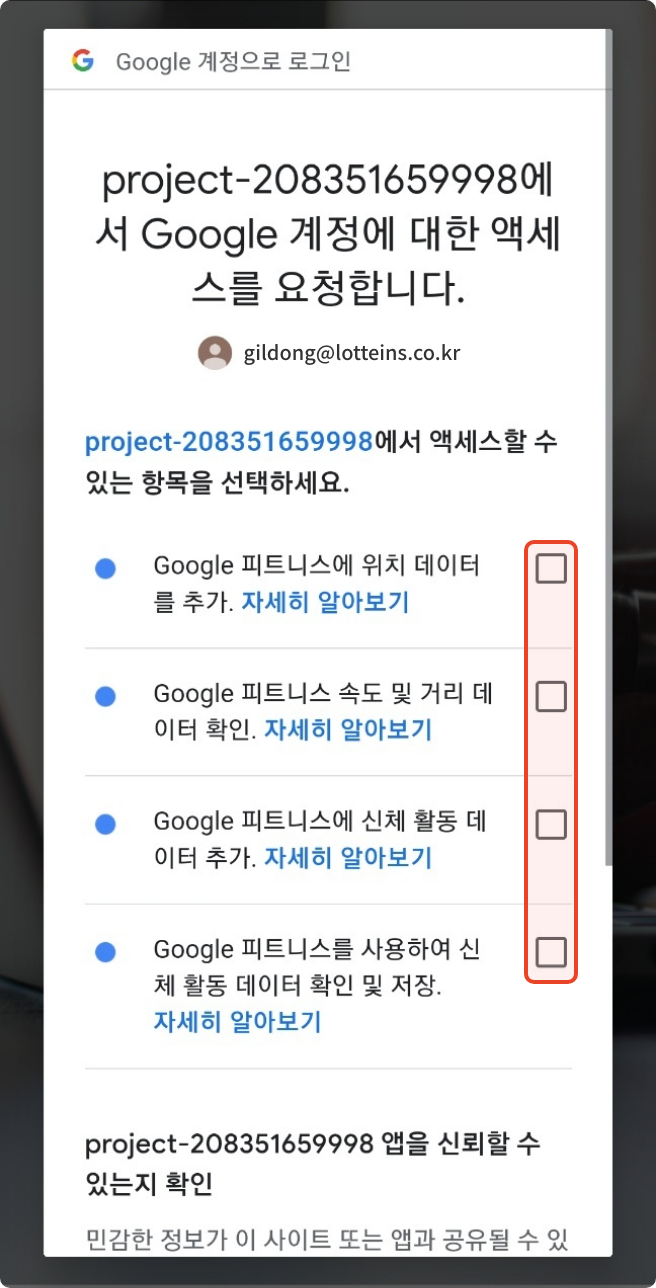 Google 계정으로 로그인
project-208351659998에
서 Google 계정에 대한 액세
스를 요청합니다.
gildong@lotteins.co.kr
project-208351659998에서 액세스할 수
있는 항목을 선택하세요.
Google 피트니스에 위치 데이터
를 추가. 자세히 알아보기
Google 피트니스 속도 및 거리 데
이터 확인. 자세히 알아보기
Google 피트니스에 신체 활동 데
이터 추가. 자세히 알아보기
Google 피트니스를 사용하여 신
체 활동 데이터 확인 및 저장.
자세히 알아보기
project-208351659998 앱을 신뢰할 수
있는지 확인
민감한 정보가 이 사이트 또는 앱과 공유될 수 있